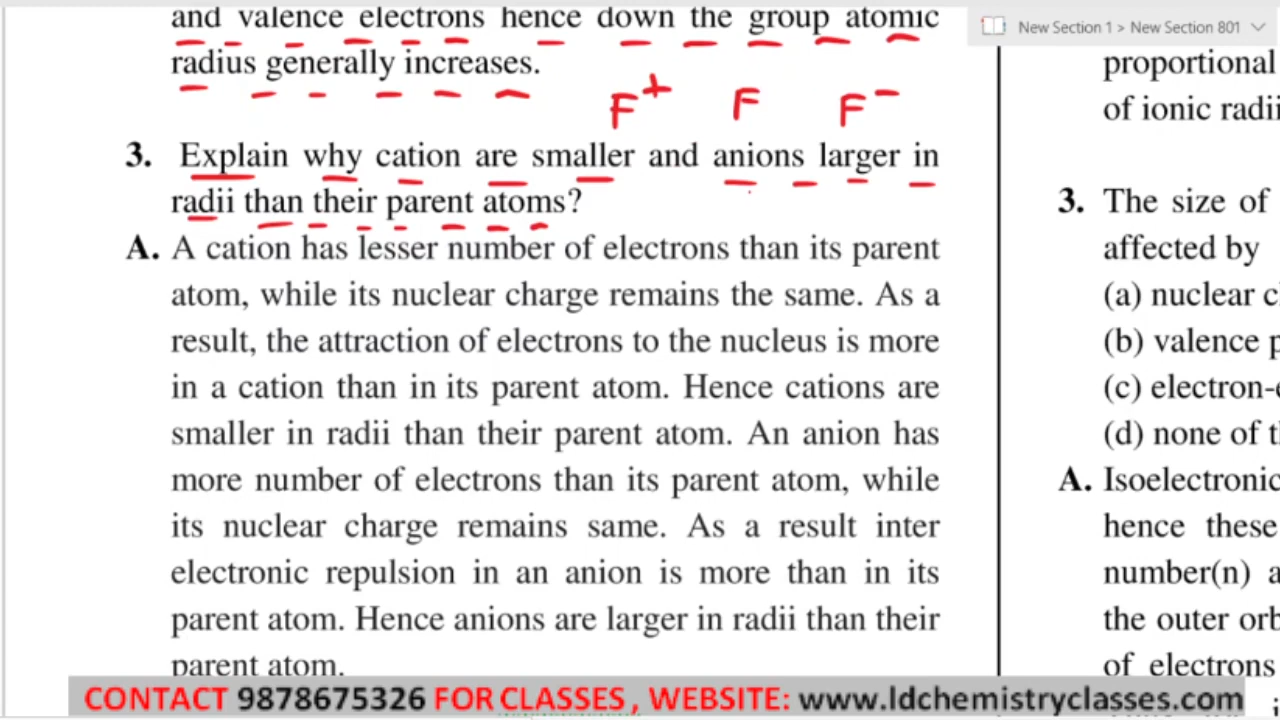 and valence electrons hence down the group atomic
radius generally increases.
F+ F F-
3. Explain why cation are smaller and anions larger in
radii than their parent atoms?
A. A cation has lesser number of electrons than its parent
atom, while its nuclear charge remains the same. As a
result, the attraction of electrons to the nucleus is more
in a cation than in its parent atom. Hence cations are
smaller in radii than their parent atom. An anion has
more number of electrons than its parent atom, while
its nuclear charge remains same. As a result inter
electronic repulsion in an anion is more than in its
parent atom. Hence anions are larger in radii than their
parent atom.
New Section 1 > New Section 801
proportional
of ionic radii
3. The size of
affected by
(a) nuclear
(b) valence
(c) electron-
(d) none of
A. Isoelectronic
hence these
number(n) a
the outer
of electrons
CONTACT 9878675326 FOR CLASSES , WEBSITE: www.ldchemistryclasses.com